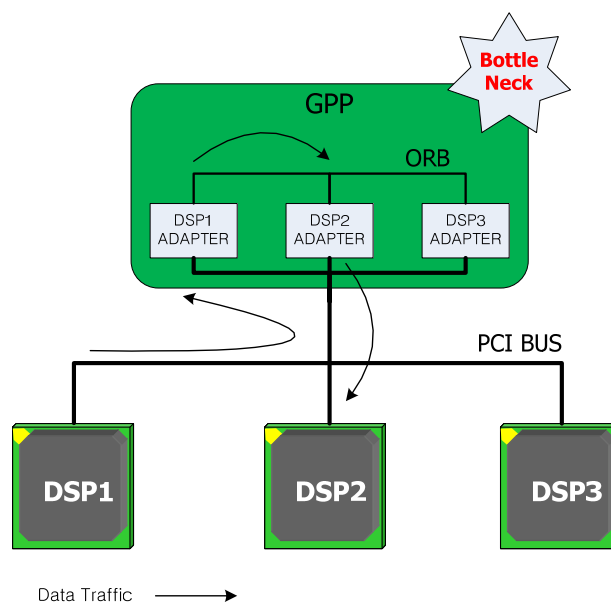 Bottle
Neck
GPP
ORB
DSP1
ADAPTER
DSP2
ADAPTER
DSP3
ADAPTER
PCI BUS
DSP1
DSP2
DSP3
Data Traffic